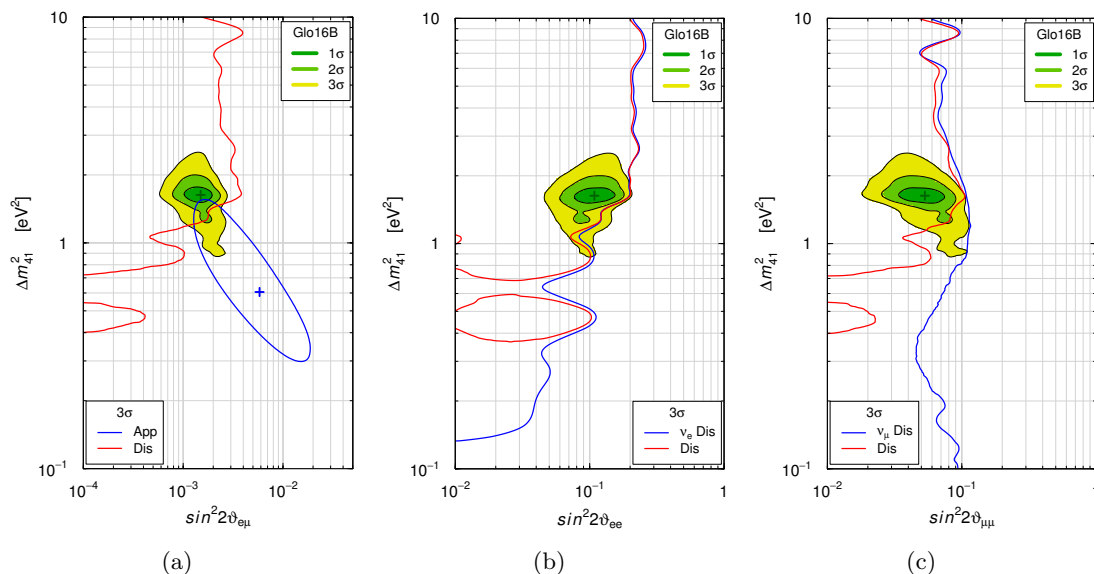 Glo16B
1σ
2σ
3σ
10
1
10⁻¹
Δm²₄₁ [eV²]
3σ
App
Dis
10⁻⁴
10⁻³
10⁻²
sin²2ϑeμ
(a)
Glo16B
1σ
2σ
3σ
10
1
10⁻¹
Δm²₄₁ [eV²]
3σ
νe Dis
Dis
10⁻²
10⁻¹
1
sin²2ϑee
(b)
Glo16B
1σ
2σ
3σ
10
1
10⁻¹
Δm²₄₁ [eV²]
3σ
νμ Dis
Dis
10⁻²
10⁻¹
1
sin²2ϑμμ
(c)